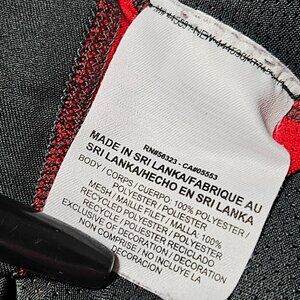 RN#56323 - CA#05553
MADE IN SRI LANKA/FABRIQUE AU
SRI LANKA/HECHO EN SRI LANKA
BODY / CORPS / CUERPO: 100% POLYESTER
/ POLYESTER / POLIÉSTER
MESH / MAILLE FILET / MALLA: 100%
RECYCLED POLYESTER / POLYESTER
RECYCLÉ / POLIÉSTER RECICLADO
EXCLUSIVE OF DECORATION / DÉCORATION
NON COMPRISE / NO INCLUYE LA
DECORACIÓN